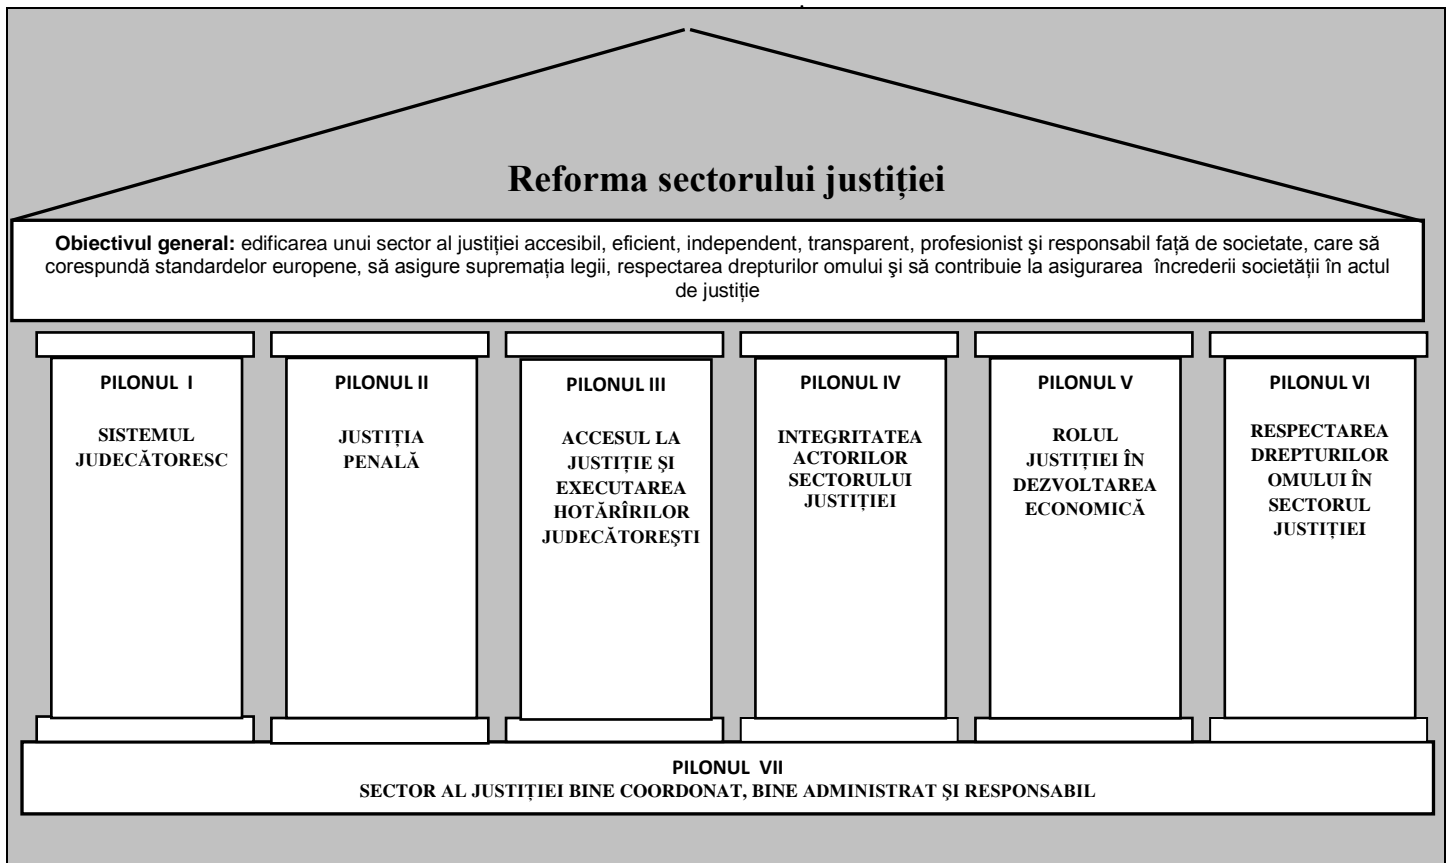 Reforma sectorului justiției
Obiectivul general: edificarea unui sector al justiției accesibil, eficient, independent, transparent, profesionist şi responsabil față de societate, care să
corespundă standardelor europene, să asigure supremația legii, respectarea drepturilor omului şi să contribuie la asigurarea încrederii societății în actul
de justiție
PILONUL I
SISTEMUL
JUDECĂTORESC
PILONUL II
JUSTIȚIA
PENALĂ
PILONUL III
ACCESUL LA
JUSTIȚIE ŞI
EXECUTAREA
HOTĂRÎRILOR
JUDECĂTOREŞTI
PILONUL IV
INTEGRITATEA
ACTORILOR
SECTORULUI
JUSTIȚIEI
PILONUL V
ROLUL
JUSTIȚIEI ÎN
DEZVOLTAREA
ECONOMICĂ
PILONUL VI
RESPECTAREA
DREPTURILOR
OMULUI ÎN
SECTORUL
JUSTIȚIEI
PILONUL VII
SECTOR AL JUSTIȚIEI BINE COORDONAT, BINE ADMINISTRAT ŞI RESPONSABIL